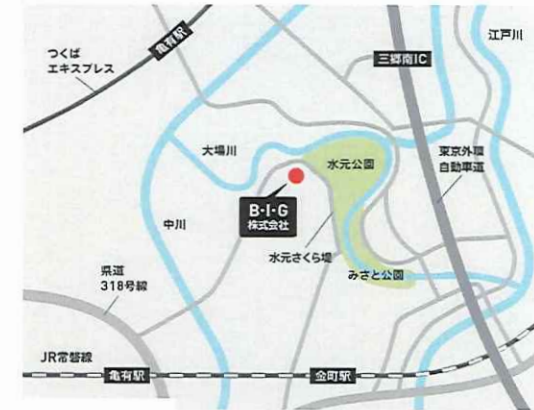 亀有駅
つくば
エキスプレス
江戸川
三郷南IC
大場川
水元公園
東京外環
自動車道
B・I・G
株式会社
中川
水元さくら堤
みさと公園
県道
318号線
JR常磐線
亀有駅
金町駅